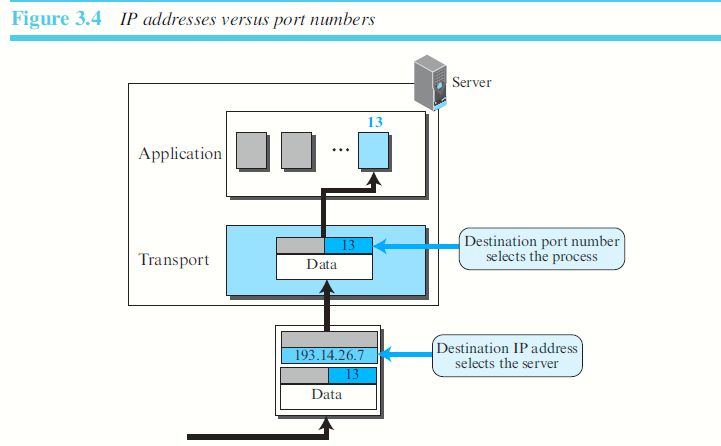 Figure 3.4 IP addresses versus port numbers
Server
13
Application
...
13
Destination port number
selects the process
Transport
Data
193.14.26.7
Destination IP address
selects the server
13
Data